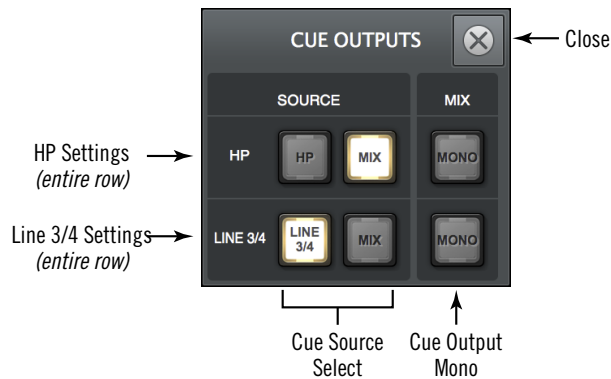 CUE OUTPUTS
Close
SOURCE
MIX
HP Settings
(entire row)
HP
HP
MIX
MONO
Line 3/4 Settings
(entire row)
LINE 3/4
LINE
3/4
MIX
MONO
Cue Source
Select
Cue Output
Mono